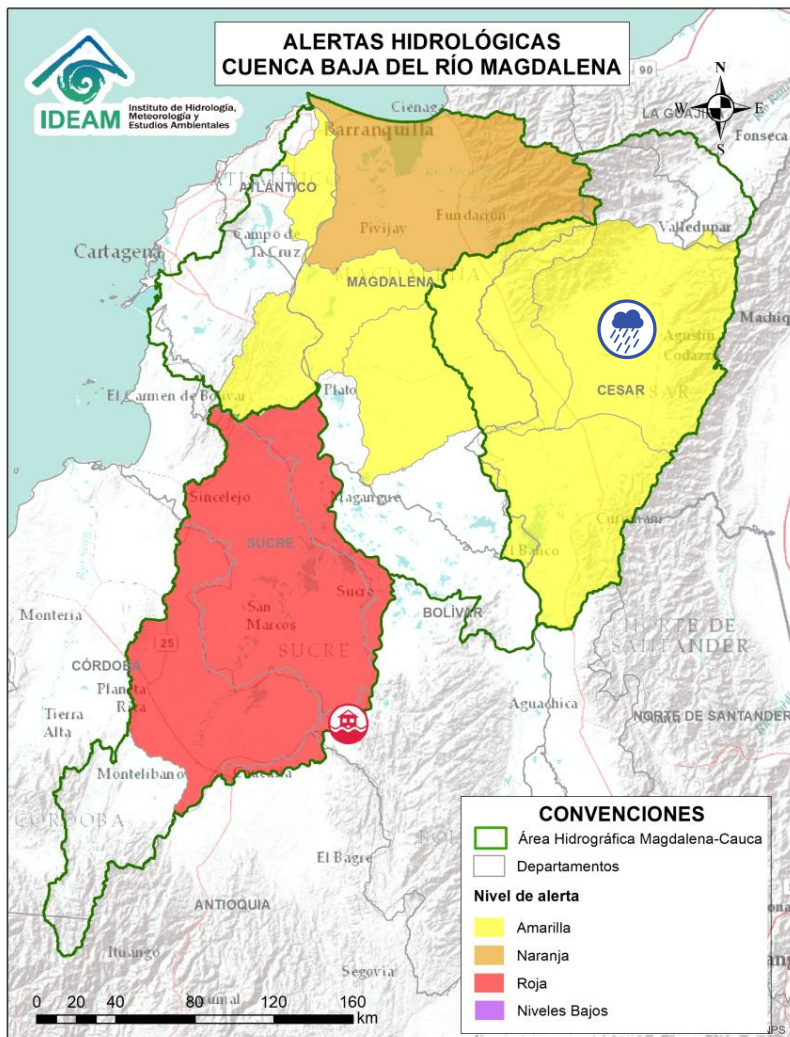 ALERTAS HIDROLÓGICAS
CUENCA BAJA DEL RÍO MAGDALENA
IDEAM
Instituto de Hidrología,
Meteorología y
Estudios Ambientales
90
N
W
E
S
Ciénaga
LA GUAJIRA
Fonseca
Barranquilla
ATLÁNTICO
Pivijay
Fundación
Valledupar
Cartagena
Campo de
la Cruz
MAGDALENA
MAGDALENA
Agustín
Codazzi
CESAR
El Carmen de Bolívar
Plato
Sincelejo
Magangué
SUCRE
Curumaní
El Banco
Sucre
San
Marcos
BOLÍVAR
Montería
25
SUCRE
NORTE DE
SANTANDER
CÓRDOBA
Planeta
Rica
Tierra
Alta
Aguachica
NORTE DE SANTANDER
Montelíbano
CÓRDOBA
El Bagre
ANTIOQUIA
Ituango
Segovia
CONVENCIONES
Área Hidrográfica Magdalena-Cauca
Departamentos
Nivel de alerta
Amarilla
Naranja
Roja
Niveles Bajos
0 20 40 80 120 160
km